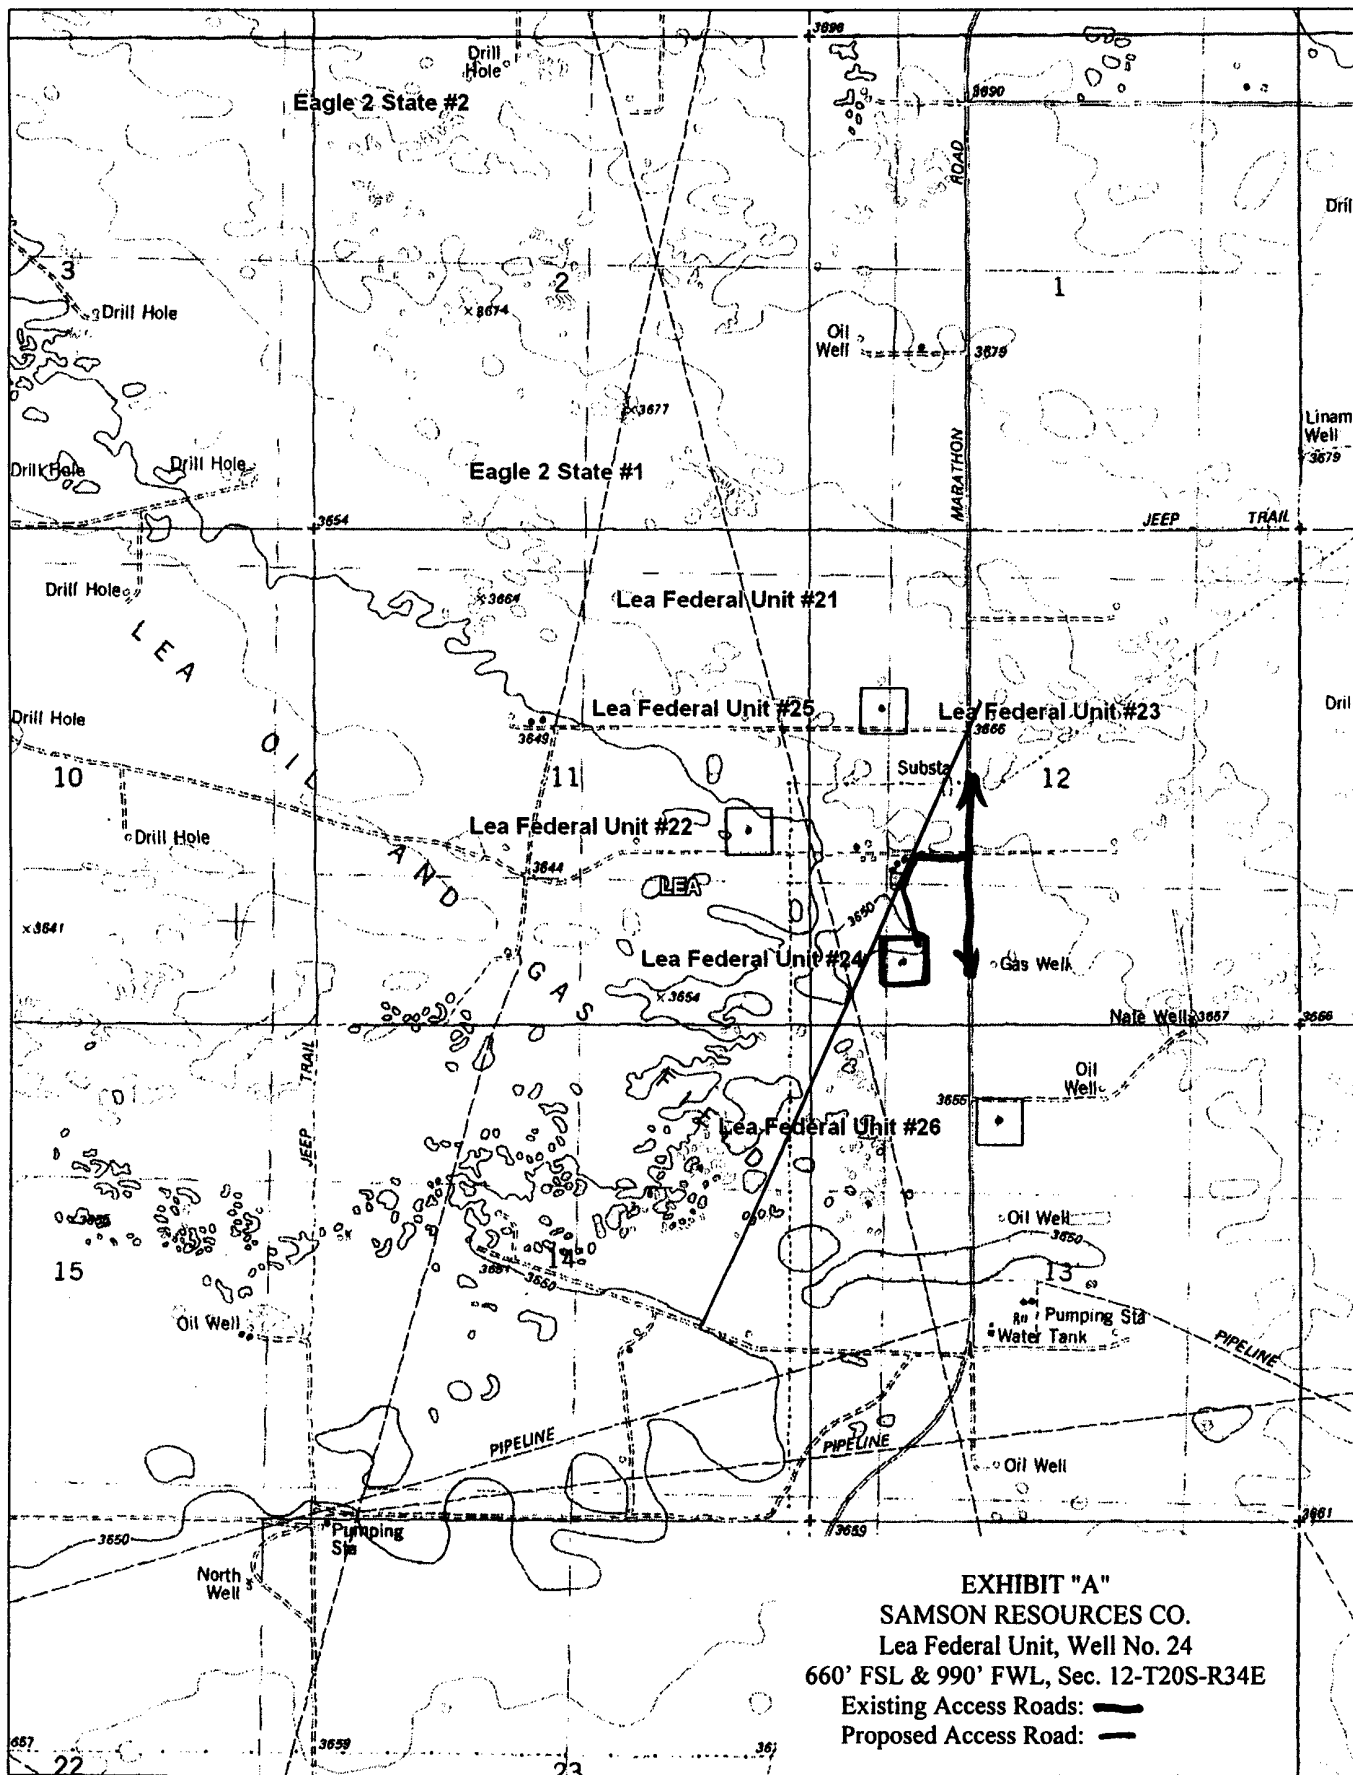 3696
Drill
Hole
Eagle 2 State #2
3690
ROAD
Dril
3
2
1
Drill Hole
×3674
Oil
Well
3679
×3677
Linam
Well
3679
Drill Hole
Drill Hole
Eagle 2 State #1
MARATHON
3654
JEEP TRAIL
Drill Hole
×3664
Lea Federal Unit #21
LEA OIL AND GAS
Drill Hole
Lea Federal Unit #25
Lea Federal Unit #23
Dril
3649
3666
10
11
Substa
12
Drill Hole
Lea Federal Unit #22
3644
LEA
3650
×3641
Lea Federal Unit #24
Gas Well
×3654
Nate Well
3657
3666
TRAIL
Oil
Well
3655
Lea Federal Unit #26
JEEP
Oil Well
3650
15
14
3651
3650
13
Oil Well
Pumping Sta
Water Tank
PIPELINE
PIPELINE
PIPELINE
Oil Well
3650
Pumping
Sta
3659
3661
North
Well
EXHIBIT "A"
SAMSON RESOURCES CO.
Lea Federal Unit, Well No. 24
660' FSL & 990' FWL, Sec. 12-T20S-R34E
Existing Access Roads:
Proposed Access Road:
657
3659
22
23